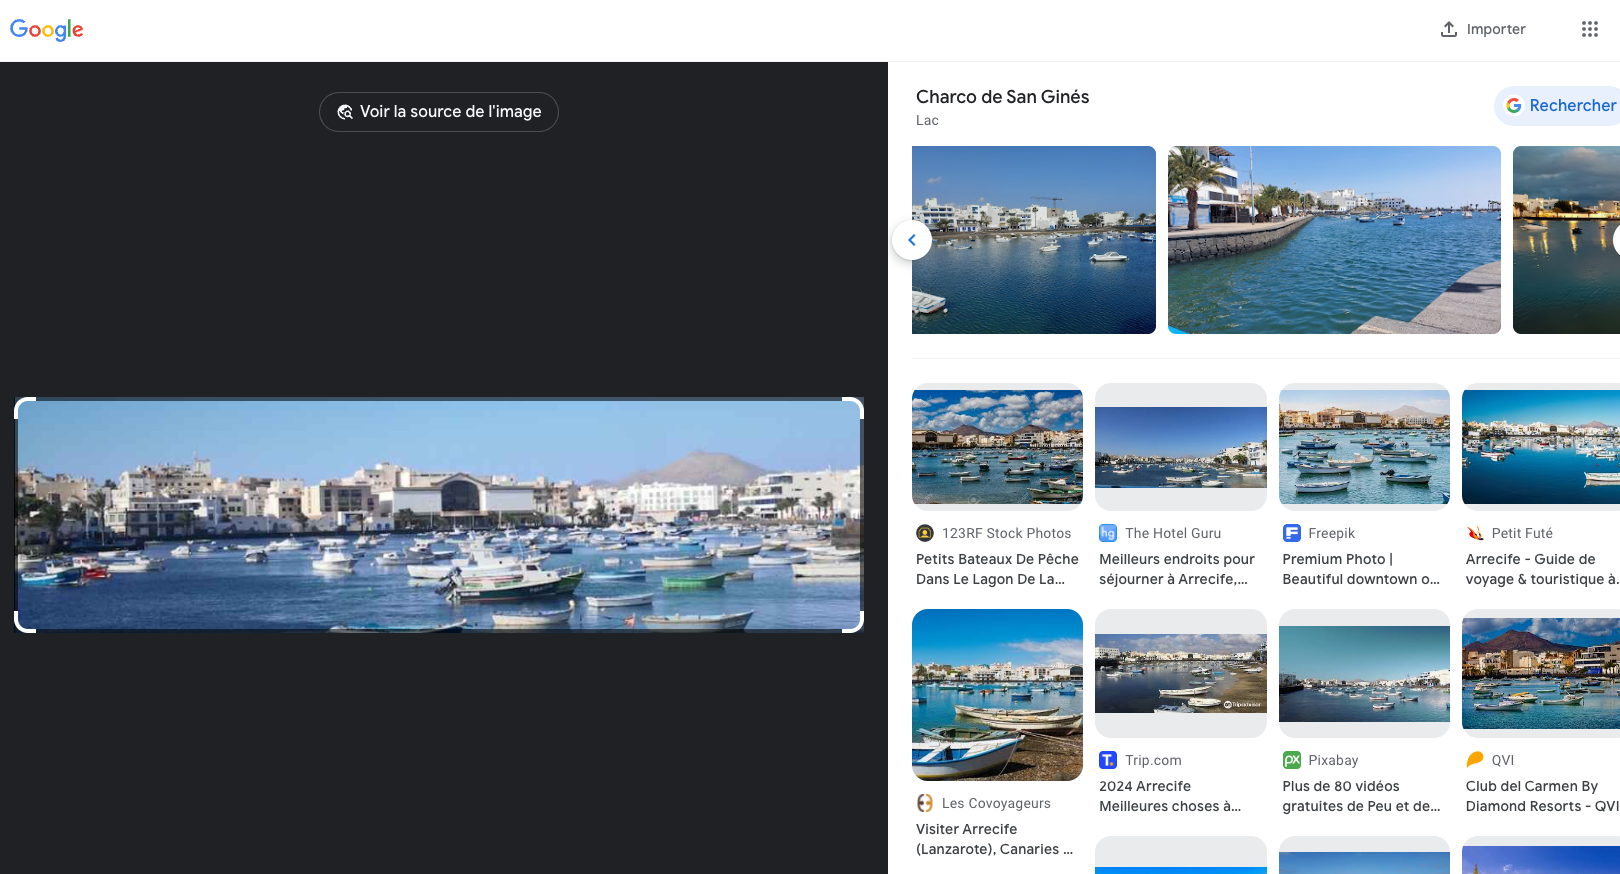 Google
Importer
Voir la source de l'image
Charco de San Ginés
Lac
Rechercher
123RF Stock Photos
Petits Bateaux De Pêche
Dans Le Lagon De La...
hg
The Hotel Guru
Meilleurs endroits pour
séjourner à Arrecife,...
Freepik
Premium Photo |
Beautiful downtown o...
Petit Futé
Arrecife - Guide de
voyage & touristique à.
Les Covoyageurs
Visiter Arrecife
(Lanzarote), Canaries ...
Tripadvisor
T.
Trip.com
2024 Arrecife
Meilleures choses à...
px
Pixabay
Plus de 80 vidéos
gratuites de Peu et de...
QVI
Club del Carmen By
Diamond Resorts - QVI